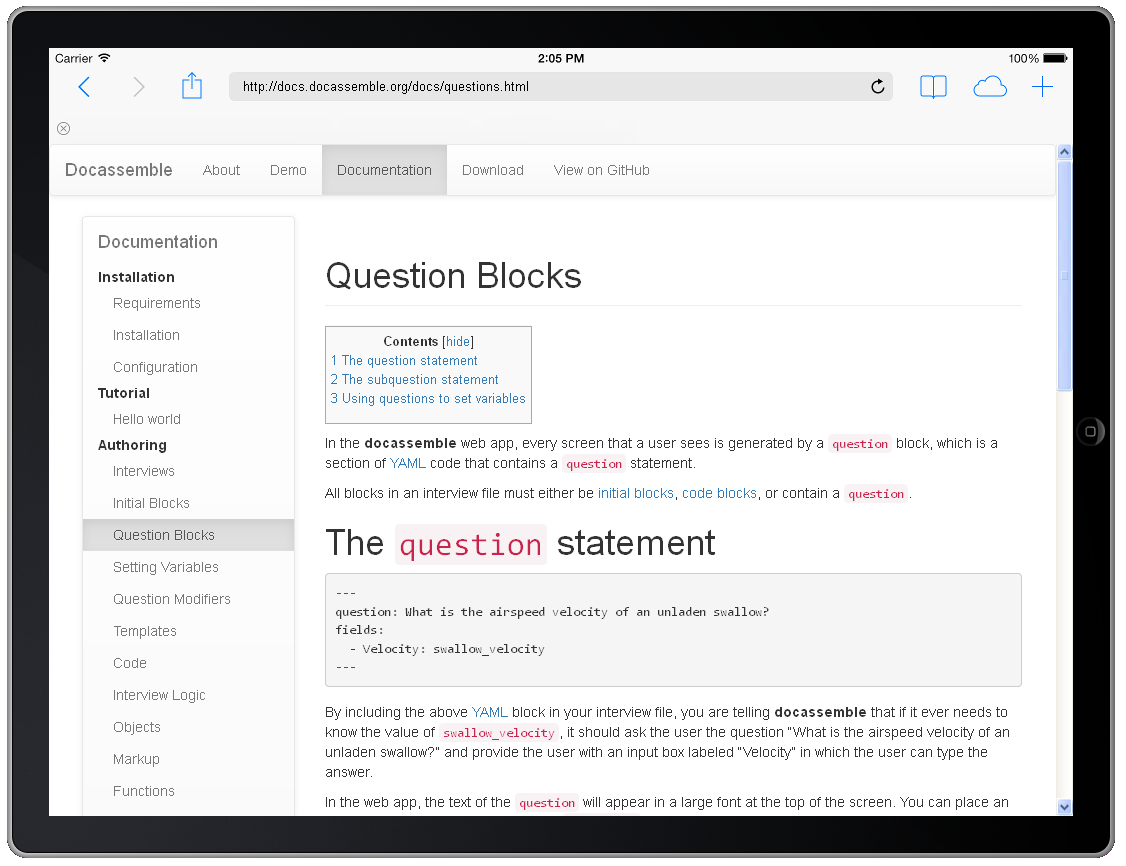 Carrier
2:05 PM
100%
http://docs.docassemble.org/docs/questions.html
Docassemble About Demo Documentation Download View on GitHub
Documentation
Installation
Requirements
Installation
Configuration
Tutorial
Hello world
Authoring
Interviews
Initial Blocks
Question Blocks
Setting Variables
Question Modifiers
Templates
Code
Interview Logic
Objects
Markup
Functions
Question Blocks
Contents [hide]
1 The question statement
2 The subquestion statement
3 Using questions to set variables
In the docassemble web app, every screen that a user sees is generated by a question block, which is a
section of YAML code that contains a question statement.
All blocks in an interview file must either be initial blocks, code blocks, or contain a question.
The question statement
---
question: What is the airspeed velocity of an unladen swallow?
fields:
  - Velocity: swallow_velocity
---
By including the above YAML block in your interview file, you are telling docassemble that if it ever needs to
know the value of swallow_velocity, it should ask the user the question "What is the airspeed velocity of an
unladen swallow?" and provide the user with an input box labeled "Velocity" in which the user can type the
answer.
In the web app, the text of the question will appear in a large font at the top of the screen. You can place an